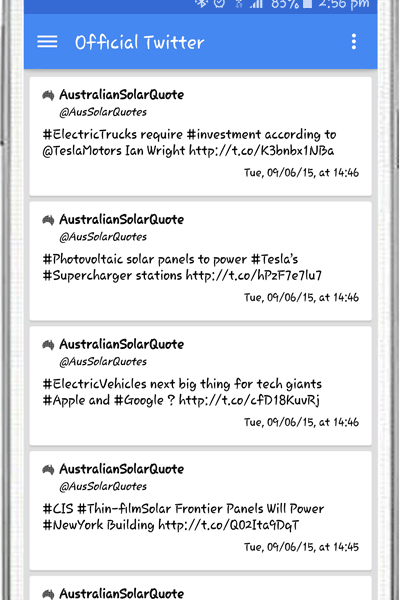 83% 2:56 pm
Official Twitter
AustralianSolarQuote
@AusSolarQuotes
#ElectricTrucks require #investment according to
@TeslaMotors Ian Wright http://t.co/K3bnbx1NBa
Tue, 09/06/15, at 14:46
AustralianSolarQuote
@AusSolarQuotes
#Photovoltaic solar panels to power #Tesla's
#Supercharger stations http://t.co/hPzF7e7lu7
Tue, 09/06/15, at 14:46
AustralianSolarQuote
@AusSolarQuotes
#ElectricVehicles next big thing for tech giants
#Apple and #Google ? http://t.co/cfD18KuvRj
Tue, 09/06/15, at 14:46
AustralianSolarQuote
@AusSolarQuotes
#CIS #Thin-filmSolar Frontier Panels Will Power
#NewYork Building http://t.co/Q02Ita9DqT
Tue, 09/06/15, at 14:45
AustralianSolarQuote